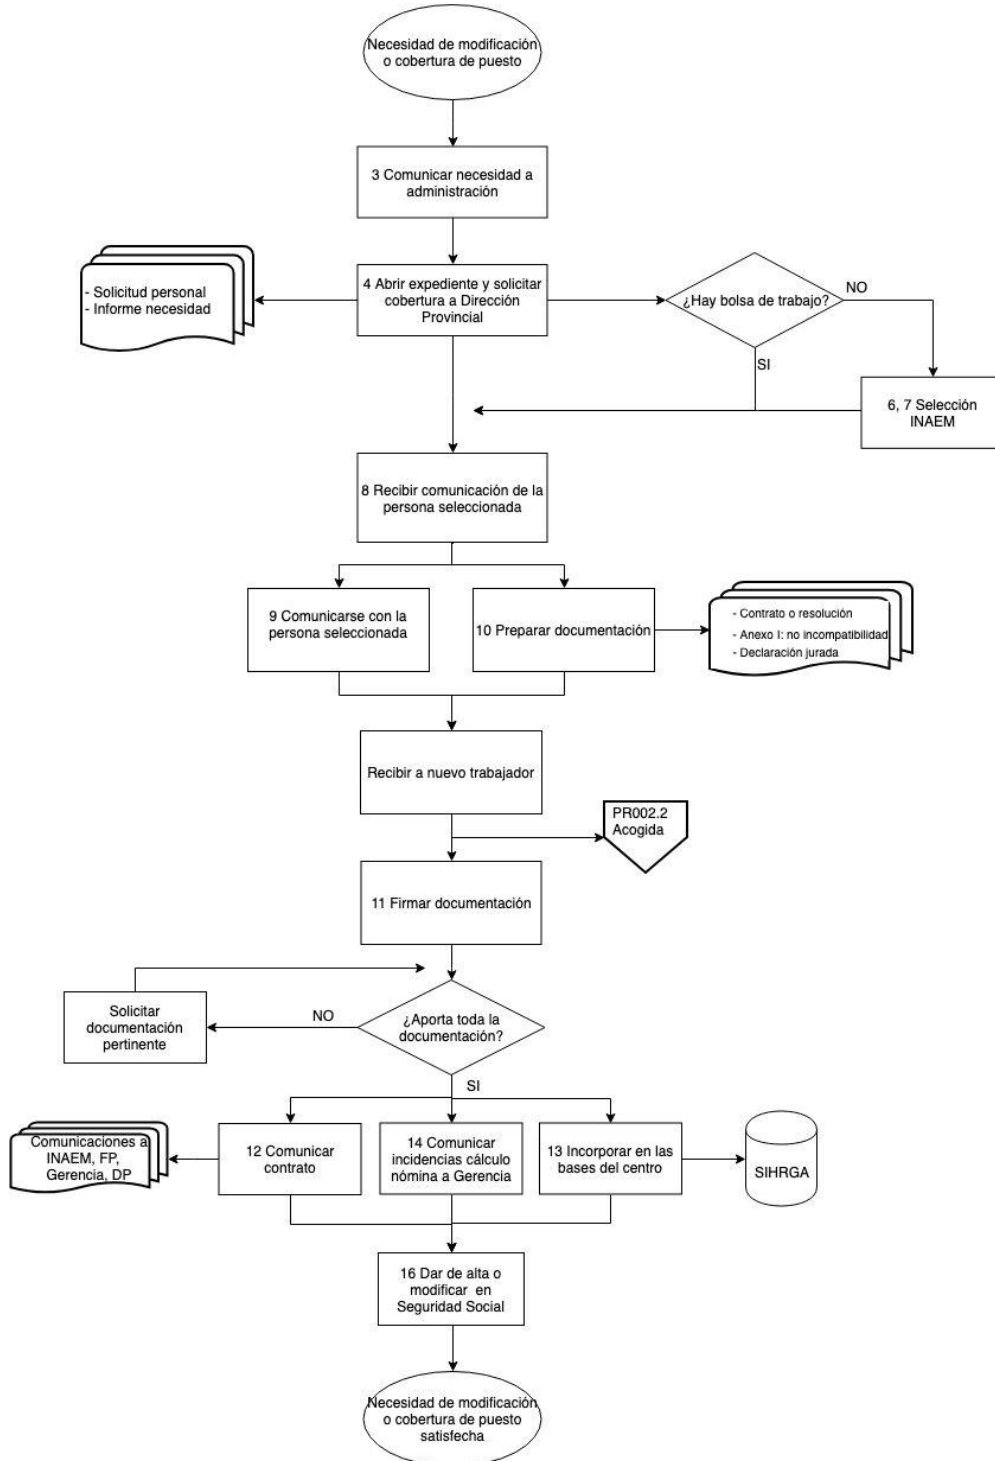 Necesidad de modificación
o cobertura de puesto
3 Comunicar necesidad a
administración
- Solicitud personal
- Informe necesidad
4 Abrir expediente y solicitar
cobertura a Dirección
Provincial
¿Hay bolsa de trabajo?
NO
SI
6, 7 Selección
INAEM
8 Recibir comunicación de la
persona seleccionada
9 Comunicarse con la
persona seleccionada
10 Preparar documentación
- Contrato o resolución
- Anexo I: no incompatibilidad
- Declaración jurada
Recibir a nuevo trabajador
PR002.2
Acogida
11 Firmar documentación
¿Aporta toda la
documentación?
NO
Solicitar
documentación
pertinente
SI
Comunicaciones a
INAEM, FP,
Gerencia, DP
12 Comunicar
contrato
14 Comunicar
incidencias cálculo
nómina a Gerencia
13 Incorporar en las
bases del centro
SIHRGA
16 Dar de alta o
modificar en
Seguridad Social
Necesidad de modificación
o cobertura de puesto
satisfecha